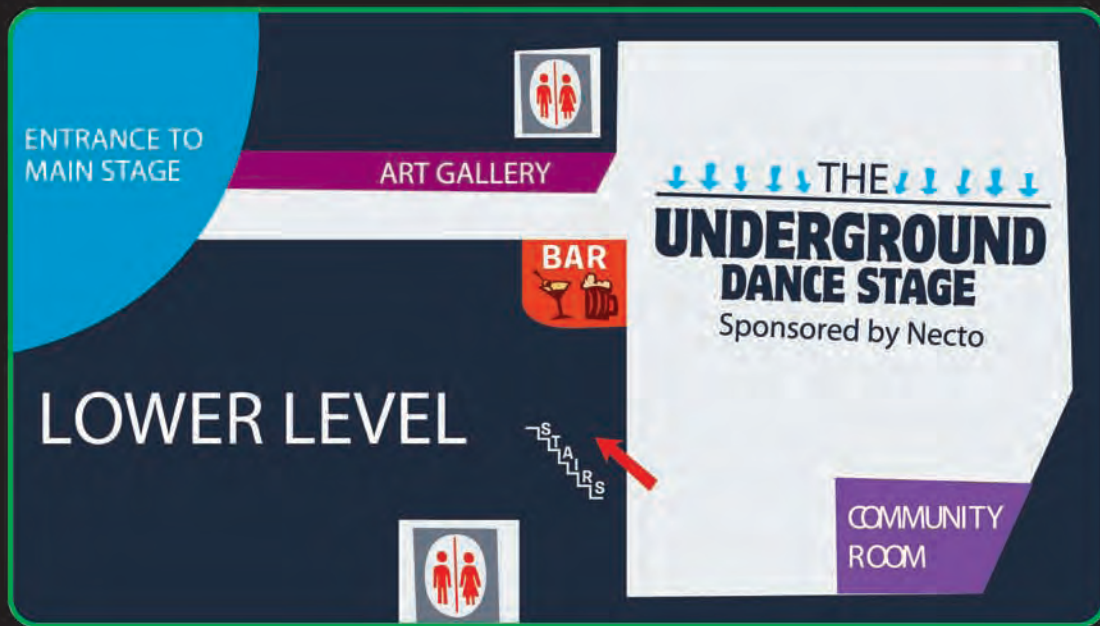 ENTRANCE TO
MAIN STAGE
ART GALLERY
BAR
THE
UNDERGROUND
DANCE STAGE
Sponsored by Necto
LOWER LEVEL
STAIRS
COMMUNITY
ROOM